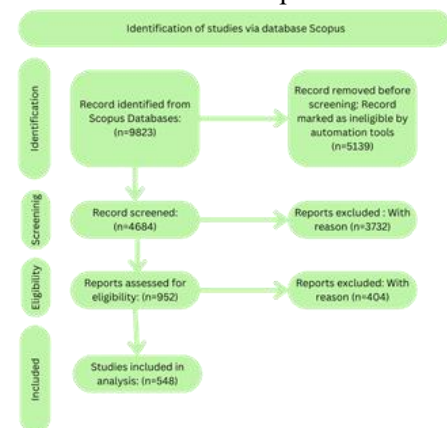 Identification of studies via database Scopus
Identification
Record identified from
Scopus Databases:
(n=9823)
Record removed before
screening: Record
marked as ineligible by
automation tools
(n=5139)
Screeninig
Record screened:
(n=4684)
Reports excluded : With
reason (n=3732)
Eligibility
Reports assessed for
eligibility: (n=952)
Reports excluded: With
reason (n=404)
Included
Studies included in
analysis: (n=548)